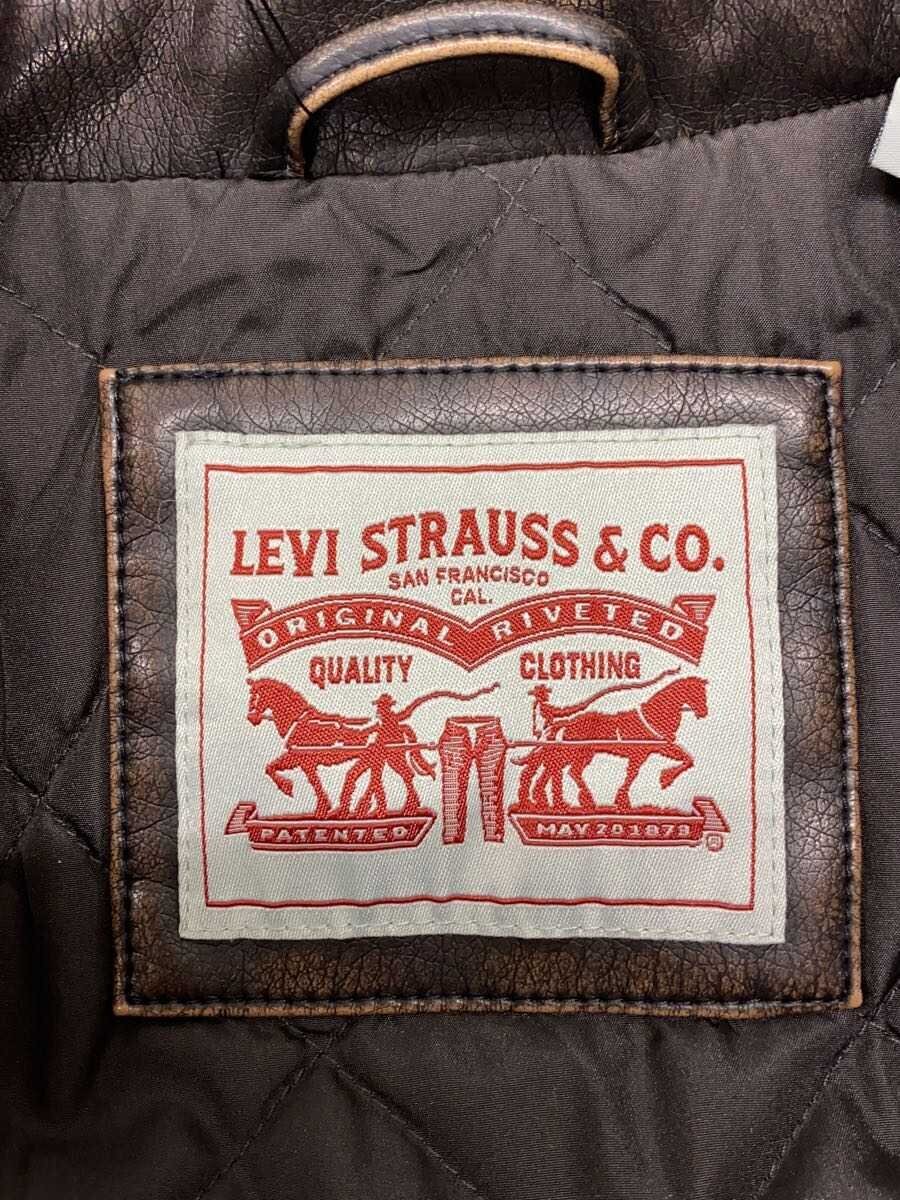 LEVI STRAUSS & CO.
SAN FRANCISCO
CAL.
ORIGINAL RIVETED
QUALITY CLOTHING
PATENTED MAY 20 1873
®